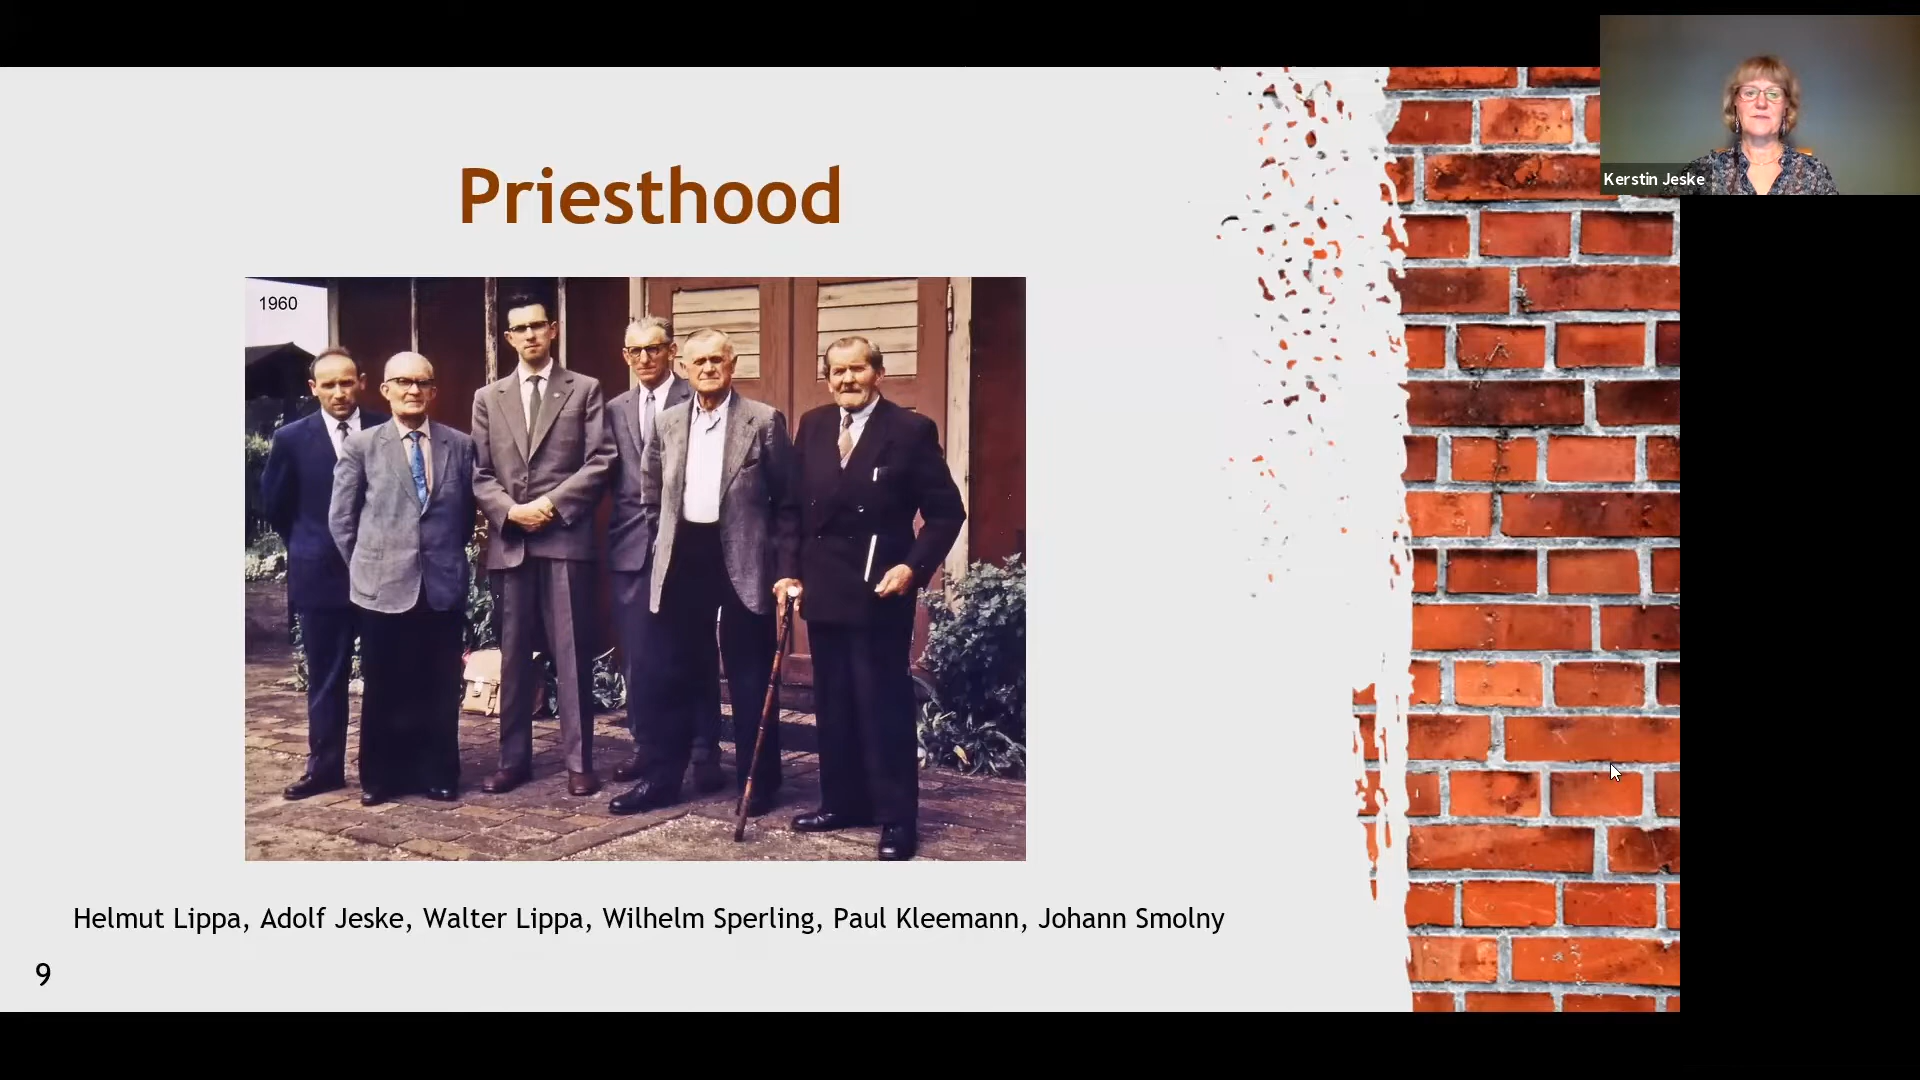 Priesthood
1960
Helmut Lippa, Adolf Jeske, Walter Lippa, Wilhelm Sperling, Paul Kleemann, Johann Smolny
9
Kerstin Jeske